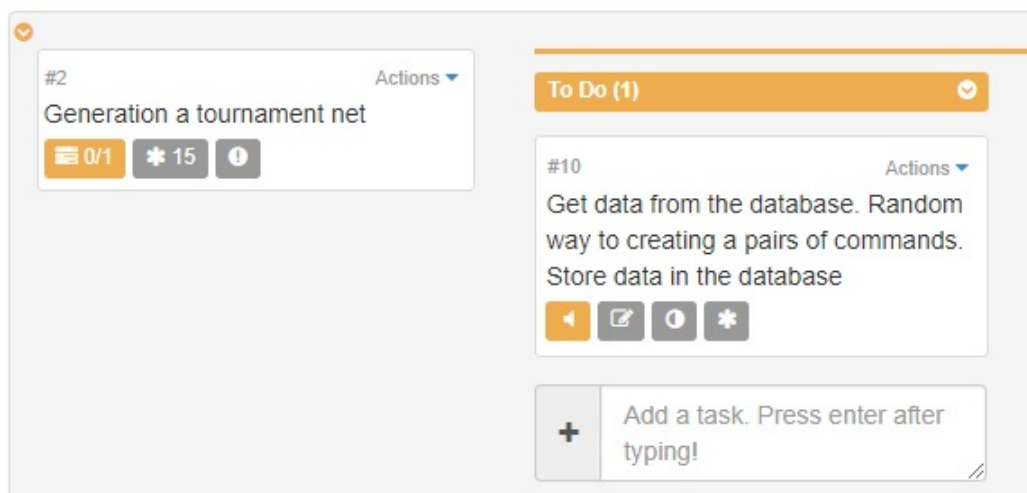 #2 Actions
Generation a tournament net
0/1 15
To Do (1)
#10 Actions
Get data from the database. Random
way to creating a pairs of commands.
Store data in the database
Add a task. Press enter after
typing!